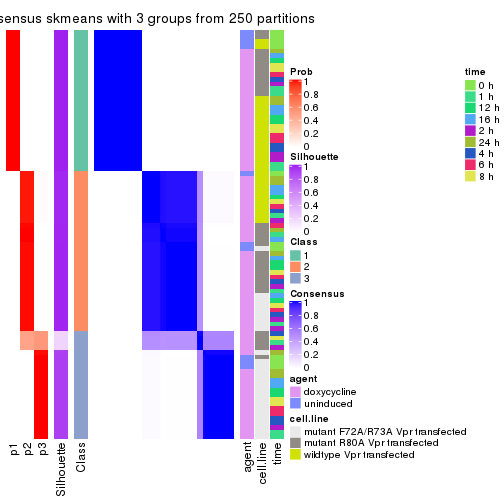 sensus skmeans with 3 groups from 250 partitions
Prob
1
0.8
0.6
0.4
0.2
0
Silhouette
1
0.8
0.6
0.4
0.2
0
Class
1
2
3
Consensus
1
0.8
0.6
0.4
0.2
0
agent
doxycycline
uninduced
cell.line
mutant F72A/R73A Vpr transfected
mutant R80A Vpr transfected
wildtype Vpr transfected
time
0 h
1 h
12 h
16 h
2 h
24 h
4 h
6 h
8 h
p1
p2
p3
Silhouette
Class
agent
cell.line
time